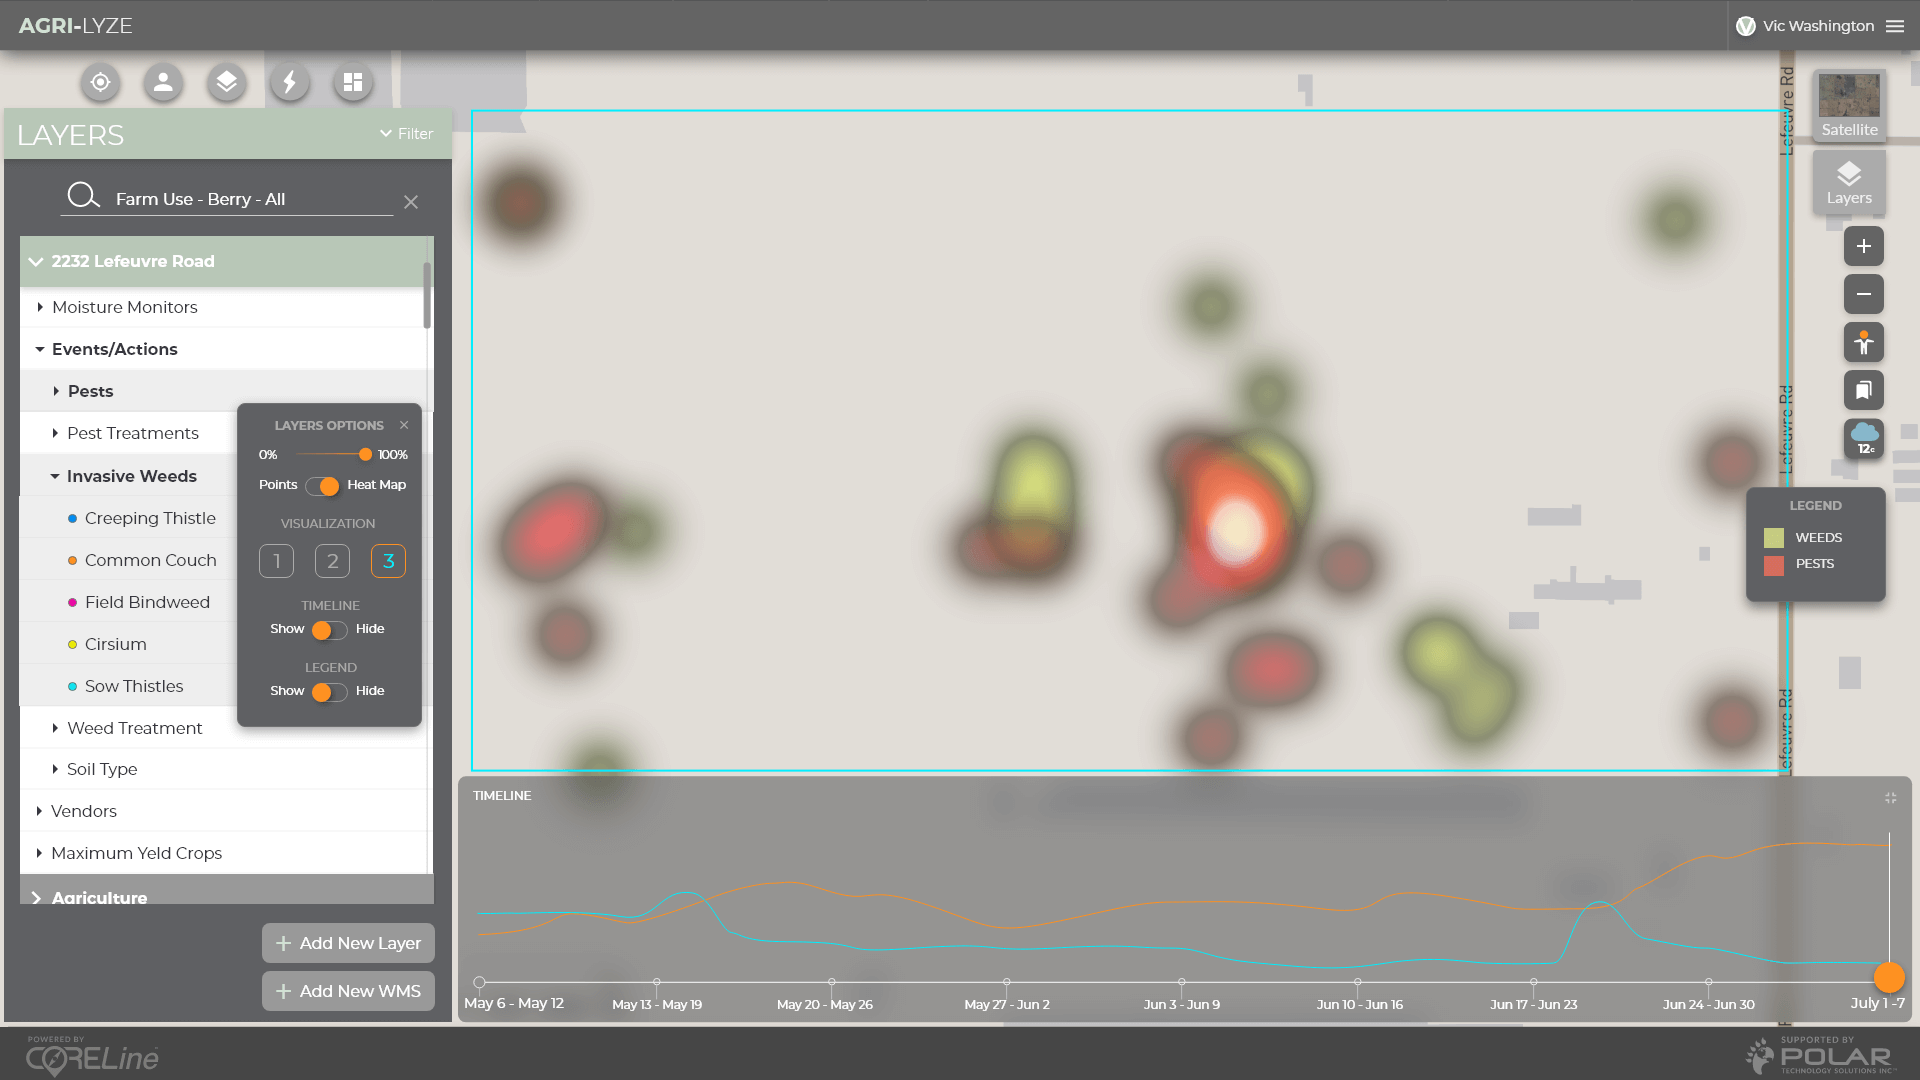 AGRI-LYZE
Vic Washington
LAYERS
Filter
Farm Use - Berry - All
2232 Lefeuvre Road
Moisture Monitors
Events/Actions
Pests
Pest Treatments
Invasive Weeds
Creeping Thistle
Common Couch
Field Bindweed
Cirsium
Sow Thistles
Weed Treatment
Soil Type
Vendors
Maximum Yeld Crops
Agriculture
+ Add New Layer
+ Add New WMS
LAYERS OPTIONS
0% 100%
Points Heat Map
VISUALIZATION
1 2 3
TIMELINE
Show Hide
LEGEND
Show Hide
Lefeuvre Rd
Lefeuvre Rd
Lefeuvre Rd
Satellite
Layers
12c
LEGEND
WEEDS
PESTS
TIMELINE
May 6 - May 12
May 13 - May 19
May 20 - May 26
May 27 - Jun 2
Jun 3 - Jun 9
Jun 10 - Jun 16
Jun 17 - Jun 23
Jun 24 - Jun 30
July 1 -7
POWERED BY
CORELine
SUPPORTED BY
POLAR
TECHNOLOGY SOLUTIONS INC™